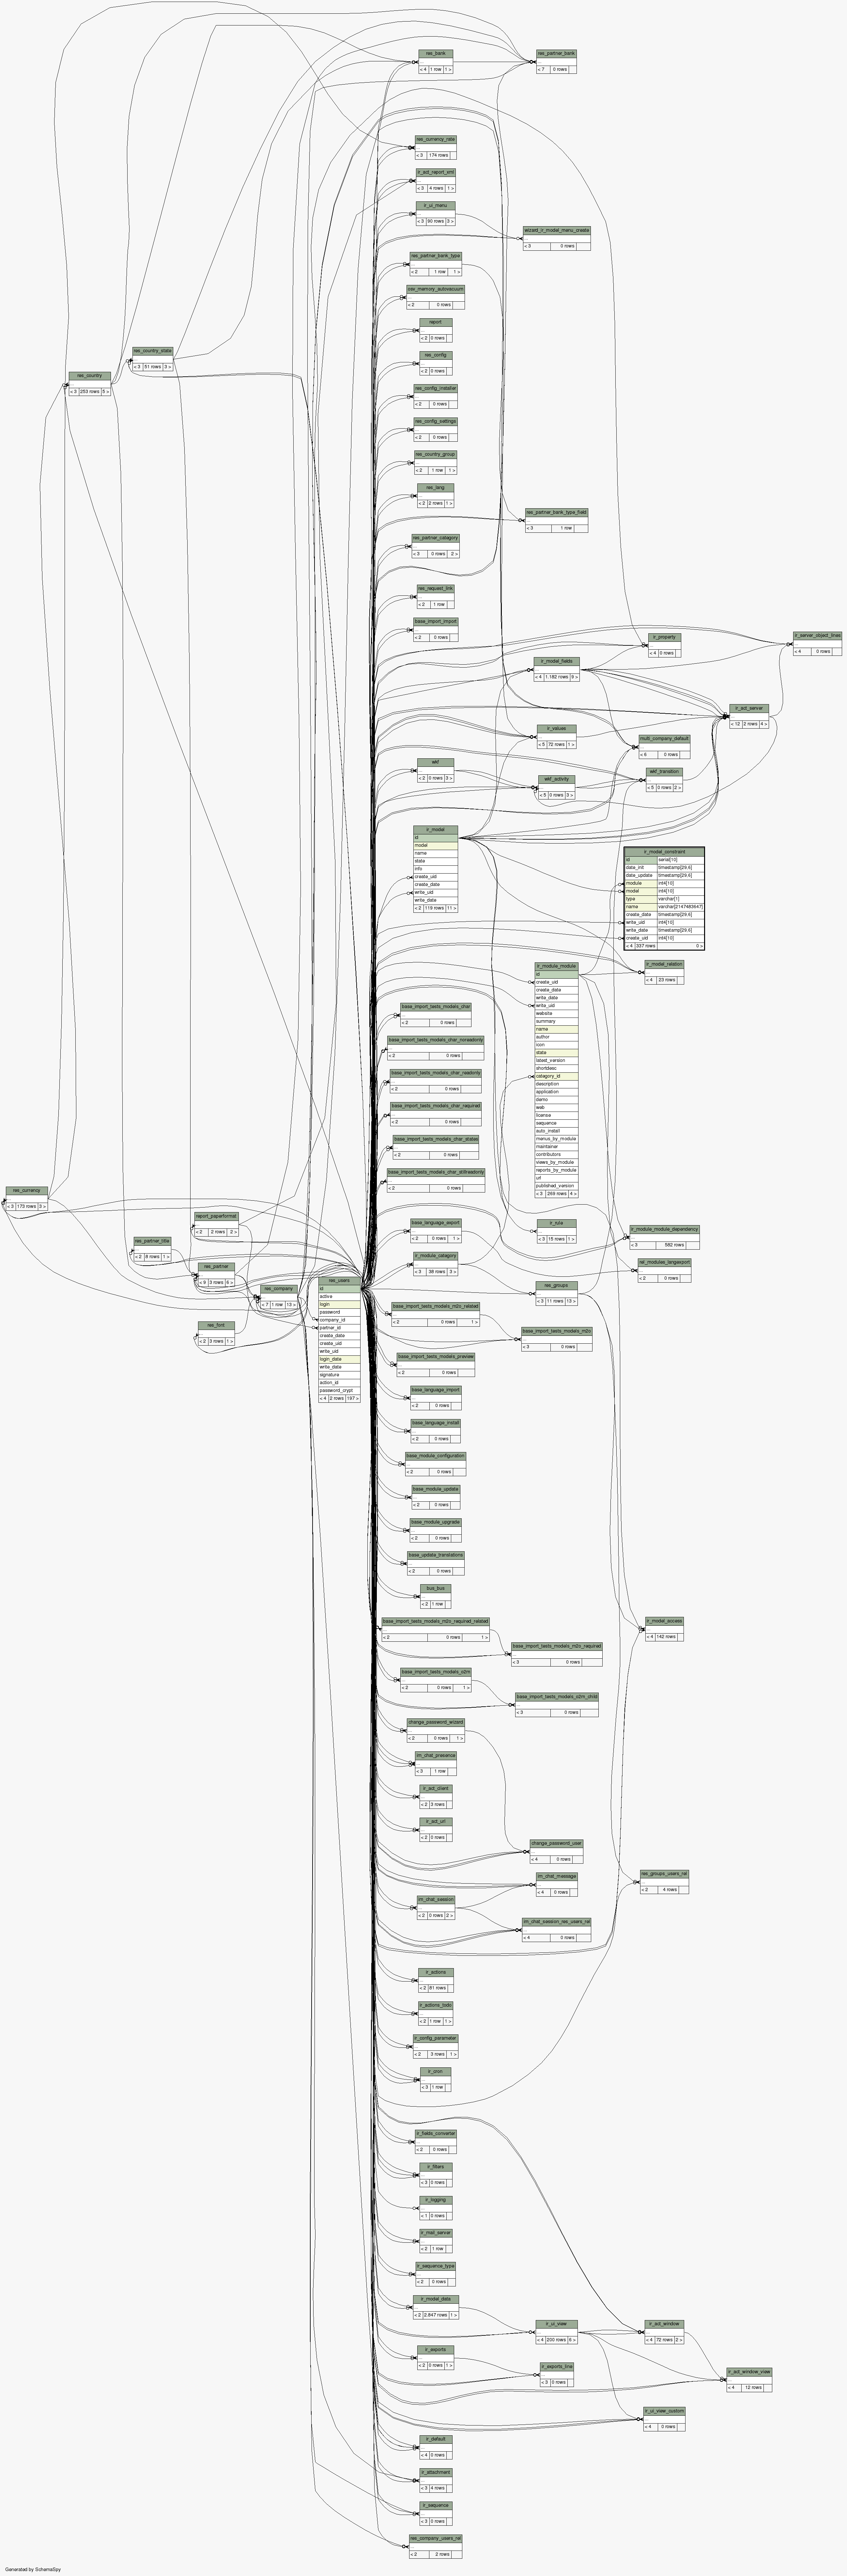 res_bank
...
< 4 1 row 1 >
res_partner_bank
...
< 7 0 rows
res_currency_rate
...
< 3 174 rows
ir_act_report_xml
...
< 3 4 rows 1 >
ir_ui_menu
...
< 3 90 rows 3 >
wizard_ir_model_menu_create
...
< 3 0 rows
res_partner_bank_type
...
< 2 1 row 1 >
osv_memory_autovacuum
...
< 2 0 rows
report
...
< 2 0 rows
res_country_state
...
< 3 51 rows 3 >
res_config
...
< 2 0 rows
res_country
...
< 3 253 rows 5 >
res_config_installer
...
< 2 0 rows
res_config_settings
...
< 2 0 rows
res_country_group
...
< 2 1 row 1 >
res_lang
...
< 2 2 rows 1 >
res_partner_bank_type_field
...
< 3 1 row
res_partner_category
...
< 3 0 rows 2 >
res_request_link
...
< 2 1 row
base_import_import
...
< 2 0 rows
ir_property
...
< 4 0 rows
ir_server_object_lines
...
< 4 0 rows
ir_model_fields
...
< 4 1.182 rows 9 >
ir_act_server
...
< 12 2 rows 4 >
ir_values
...
< 5 72 rows 1 >
multi_company_default
...
< 6 0 rows
wkf
...
< 2 0 rows 3 >
wkf_transition
...
< 5 0 rows 2 >
wkf_activity
...
< 5 0 rows 3 >
ir_model
id
model
name
state
info
create_uid
create_date
write_uid
write_date
< 2 119 rows 11 >
ir_model_constraint
id serial[10]
date_init timestamp[29,6]
date_update timestamp[29,6]
module int4[10]
model int4[10]
type varchar[1]
name varchar[2147483647]
create_date timestamp[29,6]
write_uid int4[10]
write_date timestamp[29,6]
create_uid int4[10]
< 4 337 rows 0 >
ir_model_relation
...
< 4 23 rows
ir_module_module
id
create_uid
create_date
write_date
write_uid
website
summary
name
author
icon
state
latest_version
shortdesc
category_id
description
application
demo
web
license
sequence
auto_install
menus_by_module
maintainer
contributors
views_by_module
reports_by_module
url
published_version
< 3 269 rows 4 >
base_import_tests_models_char
...
< 2 0 rows
base_import_tests_models_char_noreadonly
...
< 2 0 rows
base_import_tests_models_char_readonly
...
< 2 0 rows
base_import_tests_models_char_required
...
< 2 0 rows
base_import_tests_models_char_states
...
< 2 0 rows
base_import_tests_models_char_stillreadonly
...
< 2 0 rows
res_currency
...
< 3 173 rows 3 >
report_paperformat
...
< 2 2 rows 2 >
base_language_export
...
< 2 0 rows 1 >
ir_rule
...
< 3 15 rows 1 >
ir_module_module_dependency
...
< 3 592 rows
res_partner_title
...
< 2 8 rows 1 >
ir_module_category
...
< 3 38 rows 3 >
rel_modules_langexport
...
< 2 0 rows
res_partner
...
< 9 3 rows 6 >
res_company
...
< 7 1 row 13 >
res_font
...
< 2 3 rows 1 >
res_users
id
active
login
password
company_id
partner_id
create_date
create_uid
write_uid
login_date
write_date
signature
action_id
password_crypt
< 4 2 rows 197 >
res_groups
...
< 3 11 rows 13 >
base_import_tests_models_m2o_related
...
< 2 0 rows 1 >
base_import_tests_models_m2o
...
< 3 0 rows
base_import_tests_models_preview
...
< 2 0 rows
base_language_import
...
< 2 0 rows
base_language_install
...
< 2 0 rows
base_module_configuration
...
< 2 0 rows
base_module_update
...
< 2 0 rows
base_module_upgrade
...
< 2 0 rows
base_update_translations
...
< 2 0 rows
bus_bus
...
< 2 1 row
base_import_tests_models_m2o_required_related
...
< 2 0 rows 1 >
ir_model_access
...
< 4 142 rows
base_import_tests_models_m2o_required
...
< 3 0 rows
base_import_tests_models_o2m
...
< 2 0 rows 1 >
base_import_tests_models_o2m_child
...
< 3 0 rows
change_password_wizard
...
< 2 0 rows 1 >
im_chat_presence
...
< 3 1 row
ir_act_client
...
< 2 3 rows
ir_act_url
...
< 2 0 rows
change_password_user
...
< 4 0 rows
im_chat_message
...
< 4 0 rows
res_groups_users_rel
...
< 2 4 rows
im_chat_session
...
< 2 0 rows 2 >
im_chat_session_res_users_rel
...
< 4 0 rows
ir_actions
...
< 2 81 rows
ir_actions_todo
...
< 2 1 row 1 >
ir_config_parameter
...
< 2 3 rows 1 >
ir_cron
...
< 3 1 row
ir_fields_converter
...
< 2 0 rows
ir_filters
...
< 3 0 rows
ir_logging
...
< 1 0 rows
ir_mail_server
...
< 2 1 row
ir_sequence_type
...
< 2 0 rows
ir_model_data
...
< 2 2.847 rows 1 >
ir_ui_view
...
< 4 200 rows 6 >
ir_act_window
...
< 4 72 rows 2 >
ir_exports
...
< 2 0 rows 1 >
ir_exports_line
...
< 3 0 rows
ir_act_window_view
...
< 4 12 rows
ir_ui_view_custom
...
< 4 0 rows
ir_default
...
< 4 0 rows
ir_attachment
...
< 3 4 rows
ir_sequence
...
< 3 0 rows
res_company_users_rel
...
< 2 2 rows
Generated by SchemaSpy